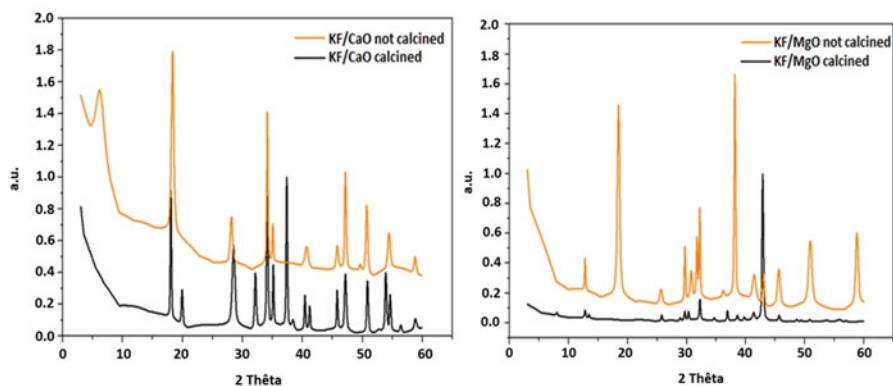 2.0
1.8
1.6
1.4
1.2
1.0
0.8
0.6
0.4
0.2
0.0
a.u.
KF/CaO not calcined
KF/CaO calcined
0 10 20 30 40 50 60
2 Thêta
2.0
1.8
1.6
1.4
1.2
1.0
0.8
0.6
0.4
0.2
0.0
a.u.
KF/MgO not calcined
KF/MgO calcined
0 10 20 30 40 50 60
2 Thêta